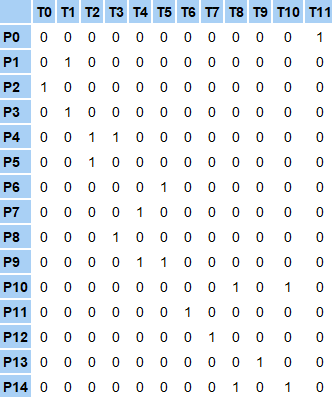 T0 T1 T2 T3 T4 T5 T6 T7 T8 T9 T10 T11
P0 0 0 0 0 0 0 0 0 0 0 0 1
P1 0 1 0 0 0 0 0 0 0 0 0 0
P2 1 0 0 0 0 0 0 0 0 0 0 0
P3 0 1 0 0 0 0 0 0 0 0 0 0
P4 0 0 1 1 0 0 0 0 0 0 0 0
P5 0 0 1 0 0 0 0 0 0 0 0 0
P6 0 0 0 0 0 1 0 0 0 0 0 0
P7 0 0 0 0 1 0 0 0 0 0 0 0
P8 0 0 0 1 0 0 0 0 0 0 0 0
P9 0 0 0 0 1 1 0 0 0 0 0 0
P10 0 0 0 0 0 0 0 0 1 0 1 0
P11 0 0 0 0 0 0 1 0 0 0 0 0
P12 0 0 0 0 0 0 0 1 0 0 0 0
P13 0 0 0 0 0 0 0 0 0 1 0 0
P14 0 0 0 0 0 0 0 0 1 0 1 0